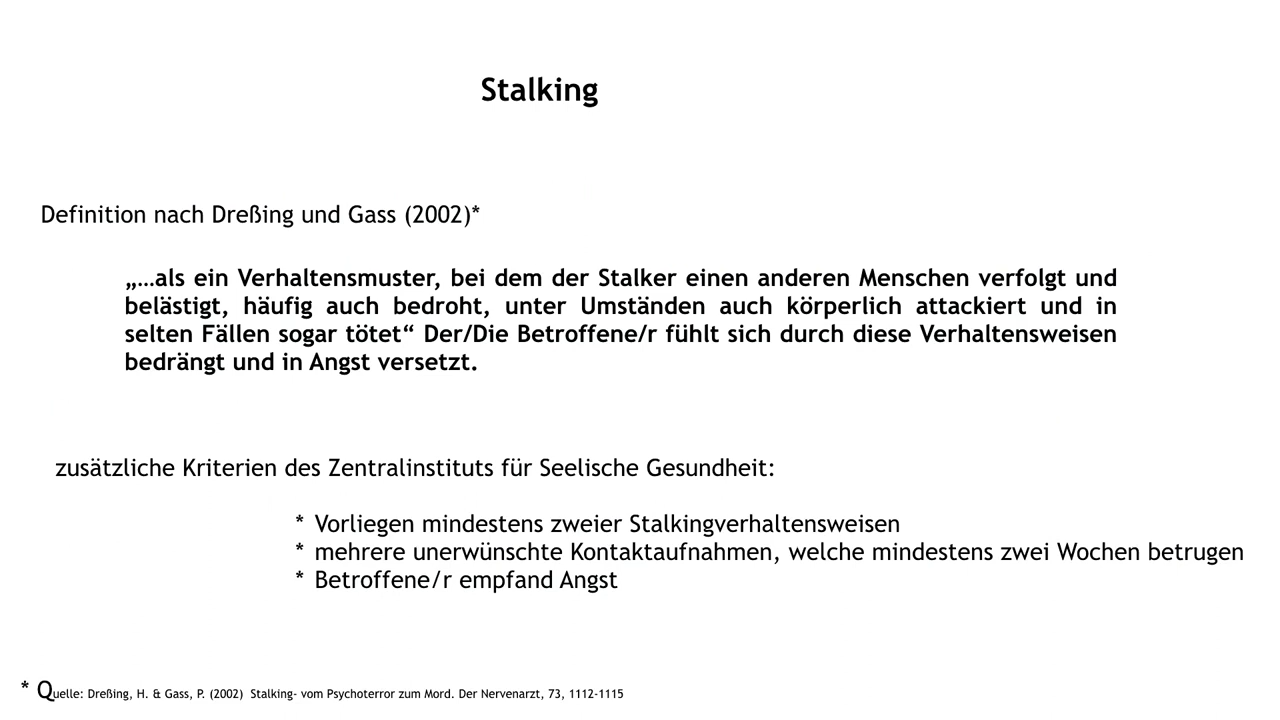 Stalking
Definition nach Dreßing und Gass (2002)*
„…als ein Verhaltensmuster, bei dem der Stalker einen anderen Menschen verfolgt und
belästigt, häufig auch bedroht, unter Umständen auch körperlich attackiert und in
selten Fällen sogar tötet“ Der/Die Betroffene/r fühlt sich durch diese Verhaltensweisen
bedrängt und in Angst versetzt.
zusätzliche Kriterien des Zentralinstituts für Seelische Gesundheit:
* Vorliegen mindestens zweier Stalkingverhaltensweisen
* mehrere unerwünschte Kontaktaufnahmen, welche mindestens zwei Wochen betrugen
* Betroffene/r empfand Angst
* Quelle: Dreßing, H. & Gass, P. (2002) Stalking- vom Psychoterror zum Mord. Der Nervenarzt, 73, 1112-1115